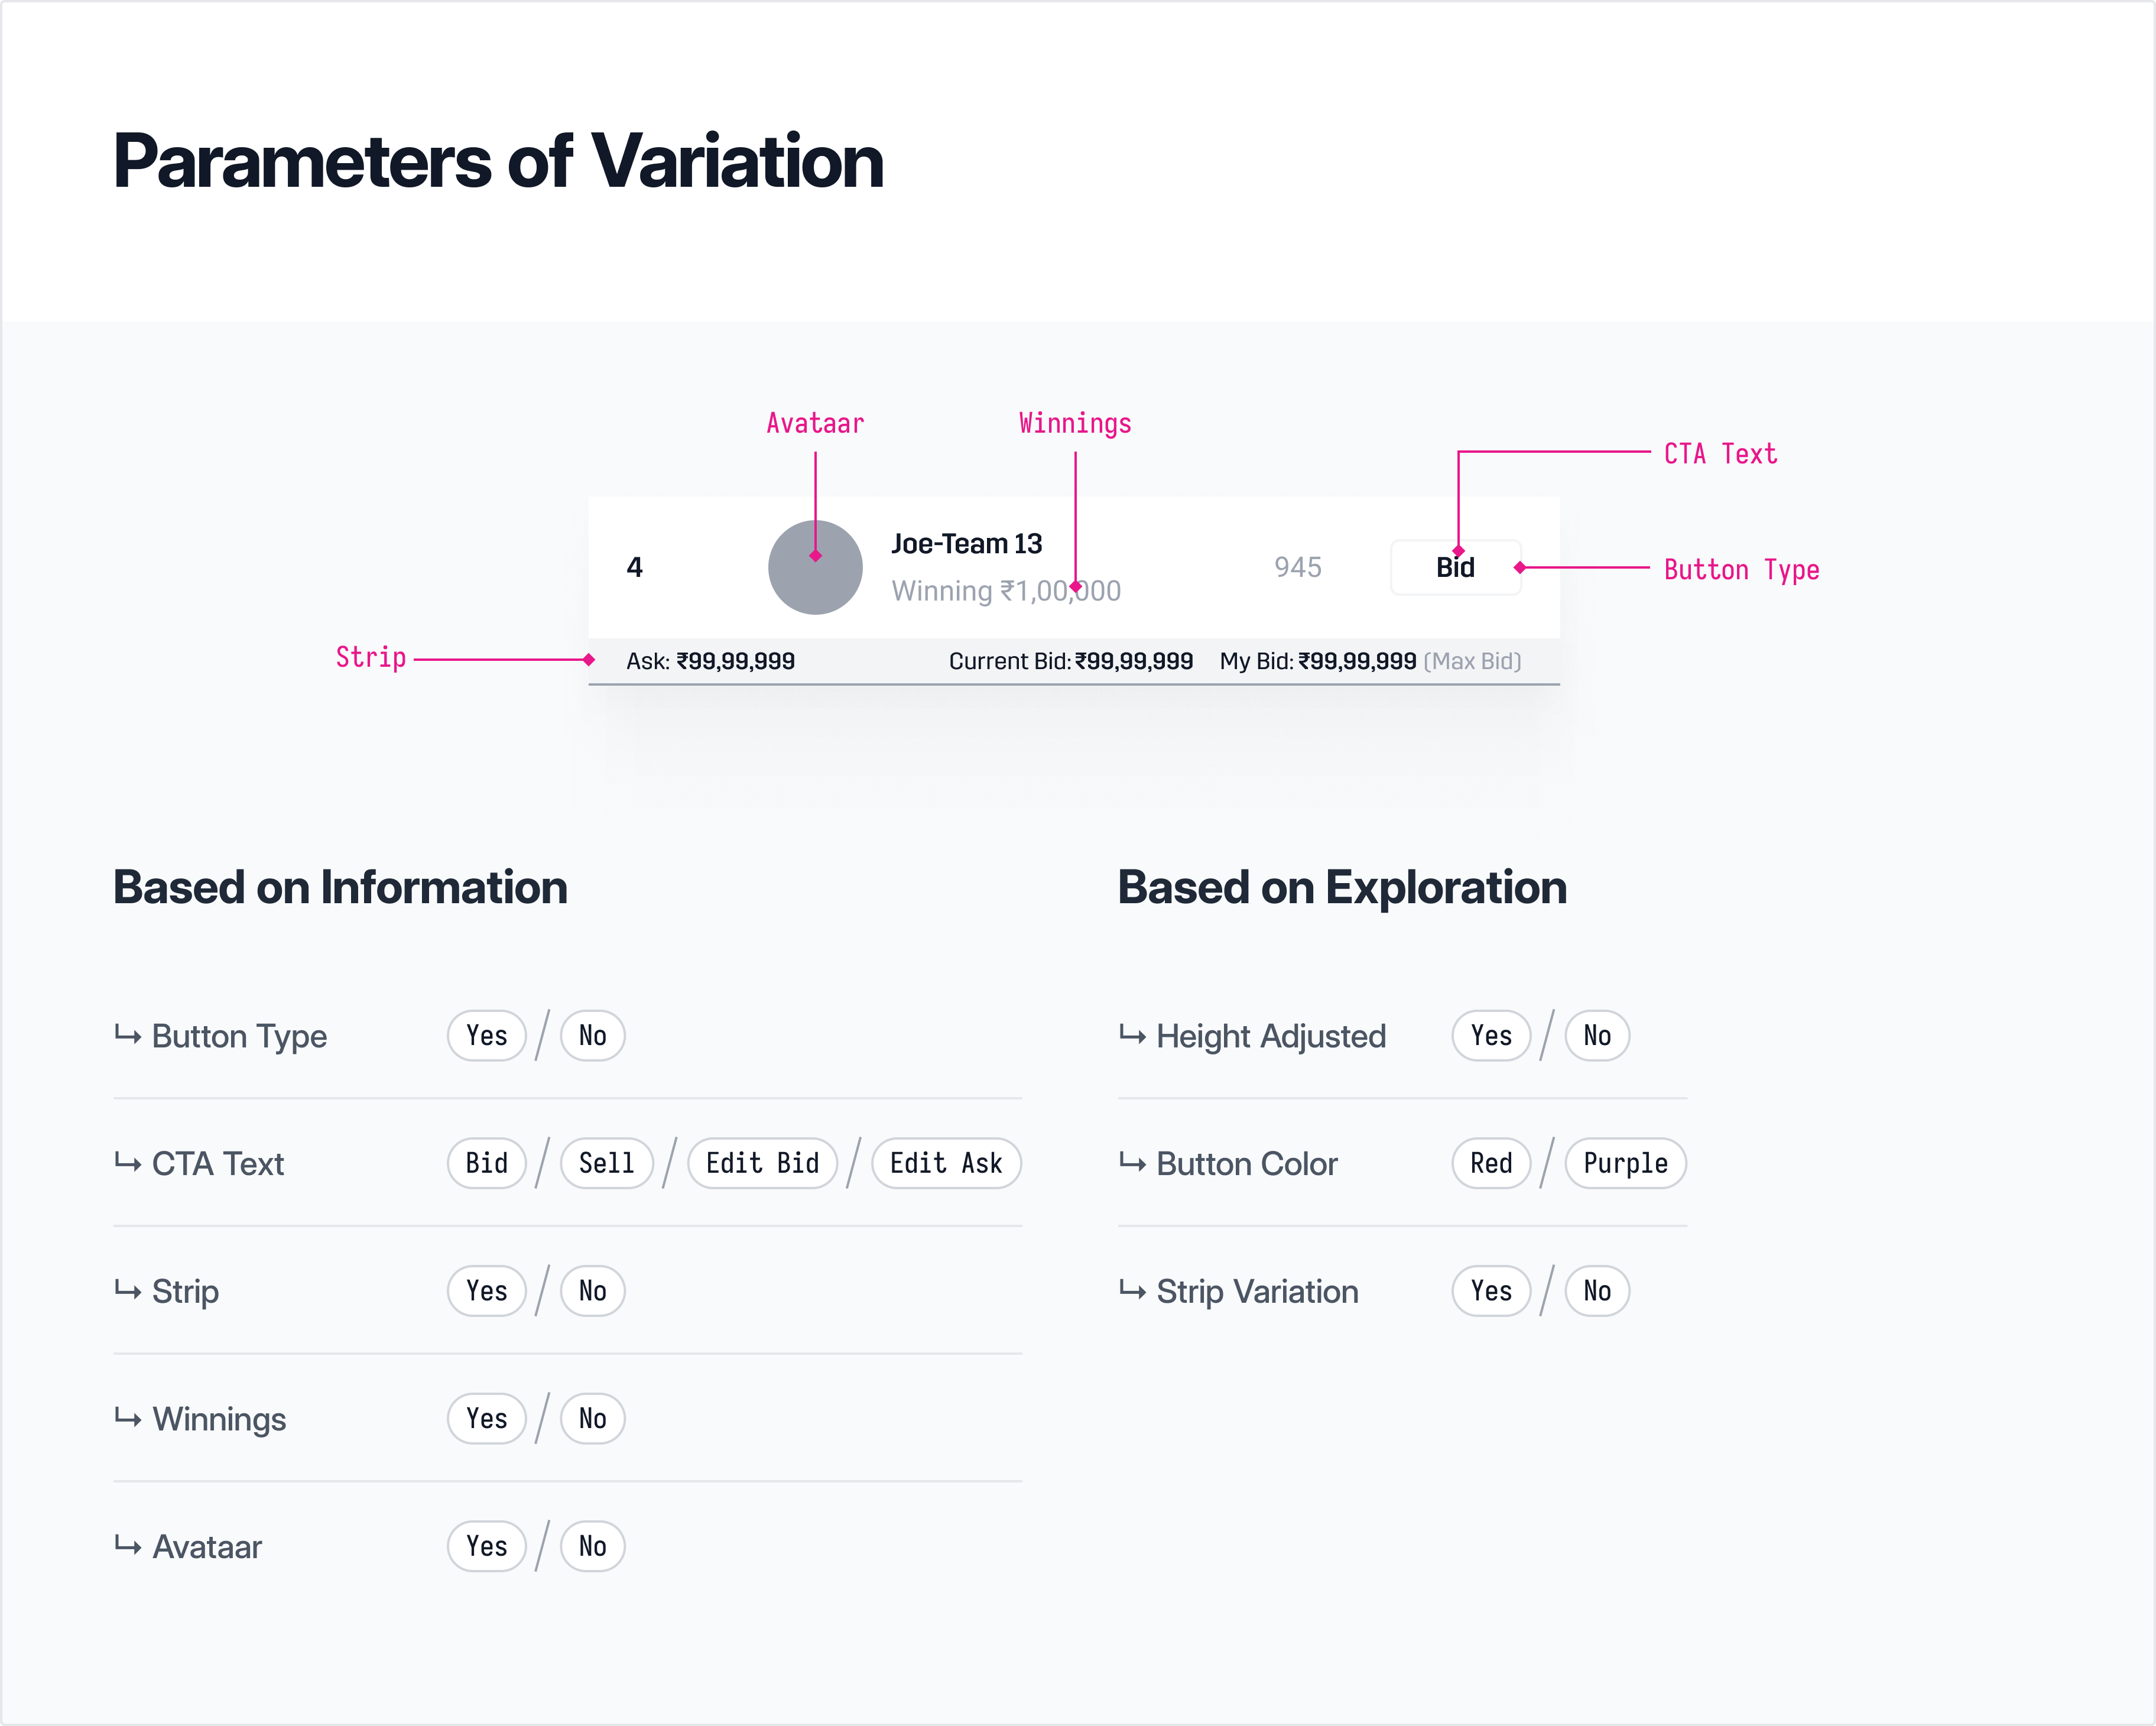 Parameters of Variation
Avataar
Winnings
CTA Text
Joe-Team 13
4
945
Bid
Button Type
Winning ₹1,00,000
Strip
Ask: ₹99,99,999
Current Bid: ₹99,99,999
My Bid: ₹99,99,999 (Max Bid)
Based on Information
Button Type Yes / No
CTA Text Bid / Sell / Edit Bid / Edit Ask
Strip Yes / No
Winnings Yes / No
Avataar Yes / No
Based on Exploration
Height Adjusted Yes / No
Button Color Red / Purple
Strip Variation Yes / No